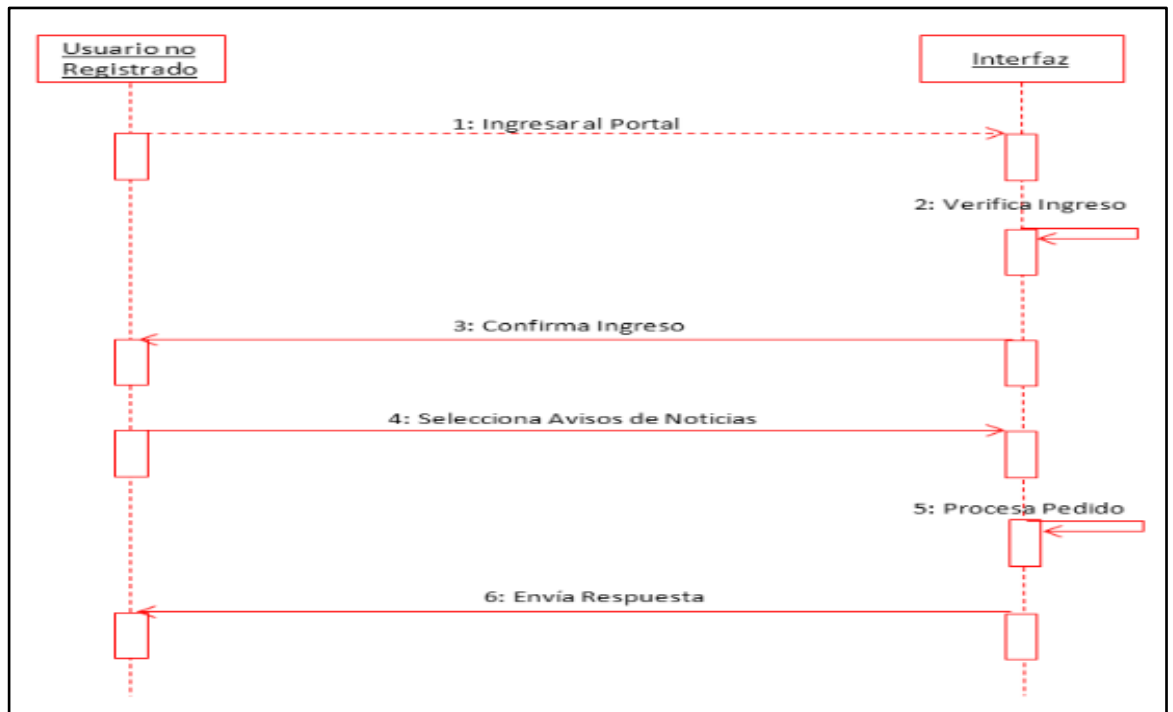 Usuario no
Registrado
Interfaz
1: Ingresar al Portal
2: Verifica Ingreso
3: Confirma Ingreso
4: Selecciona Avisos de Noticias
5: Procesa Pedido
6: Envía Respuesta